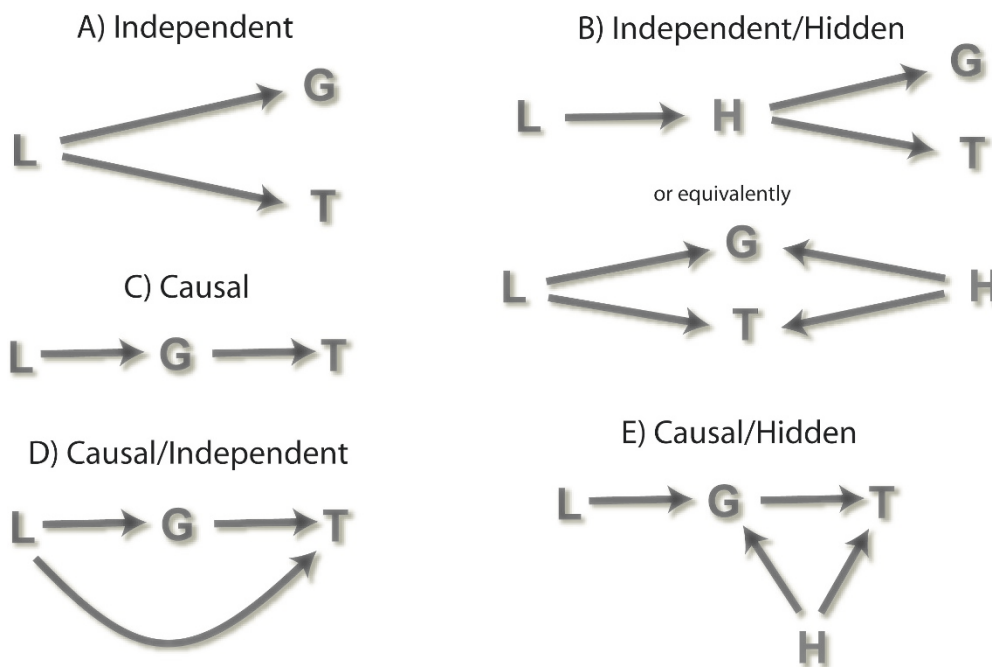 A) Independent
L
G
T
B) Independent/Hidden
L
H
G
T
or equivalently
L
G
T
H
C) Causal
L
G
T
D) Causal/Independent
L
G
T
E) Causal/Hidden
L
G
T
H